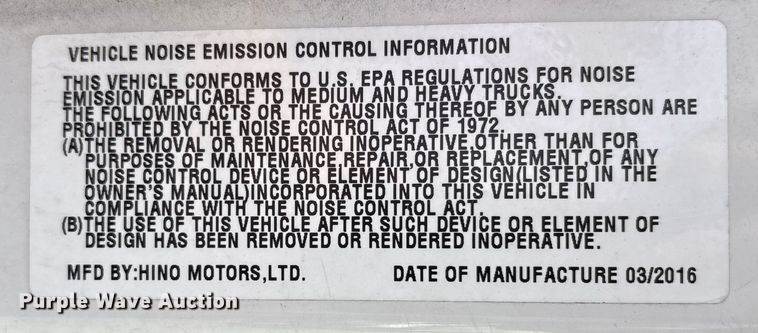 VEHICLE NOISE EMISSION CONTROL INFORMATION
THIS VEHICLE CONFORMS TO U.S. EPA REGULATIONS FOR NOISE
EMISSION APPLICABLE TO MEDIUM AND HEAVY TRUCKS.
THE FOLLOWING ACTS OR THE CAUSING THEREOF BY ANY PERSON ARE
PROHIBITED BY THE NOISE CONTROL ACT OF 1972.
(A)THE REMOVAL OR RENDERING INOPERATIVE,OTHER THAN FOR
PURPOSES OF MAINTENANCE,REPAIR,OR REPLACEMENT,OF ANY
NOISE CONTROL DEVICE OR ELEMENT OF DESIGN(LISTED IN THE
OWNER'S MANUAL)INCORPORATED INTO THIS VEHICLE IN
COMPLIANCE WITH THE NOISE CONTROL ACT.
(B)THE USE OF THIS VEHICLE AFTER SUCH DEVICE OR ELEMENT OF
DESIGN HAS BEEN REMOVED OR RENDERED INOPERATIVE.
MFD BY:HINO MOTORS,LTD. DATE OF MANUFACTURE 03/2016
Purple Wave Auction